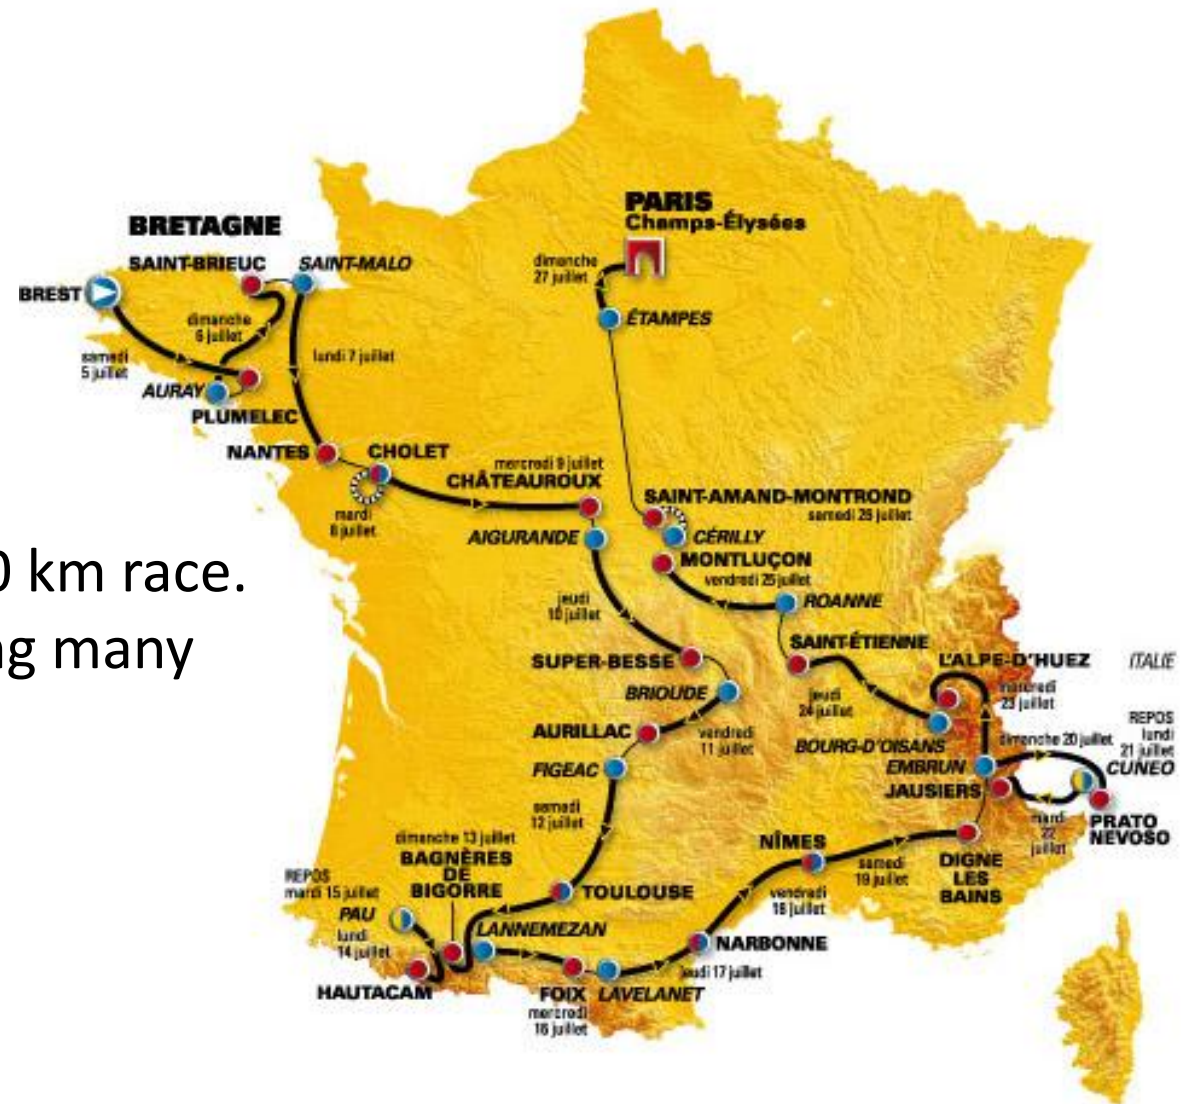 PARIS
Champs-Élysées
BRETAGNE
dimanche
27 juillet
SAINT-BRIEUC
SAINT-MALO
BREST
ÉTAMPES
dimanche
6 juillet
lundi 7 juillet
samedi
5 juillet
AURAY
PLUMELEC
NANTES
CHOLET
mercredi 9 juillet
CHÂTEAUROUX
SAINT-AMAND-MONTROND
samedi 26 juillet
mardi
8 juillet
AIGURANDE
CÉRILLY
MONTLUÇON
vendredi 25 juillet
0 km race.
jeudi
10 juillet
ROANNE
ng many
SAINT-ÉTIENNE
SUPER-BESSE
L'ALPE-D'HUEZ
ITALIE
mercredi
23 juillet
BRIOUDE
jeudi
24 juillet
REPOS
lundi
21 juillet
AURILLAC
vendredi
11 juillet
BOURG-D'OISANS
dimanche 20 juillet
FIGEAC
EMBRUN
CUNEO
JAUSIERS
samedi
12 juillet
mardi
22
juillet
PRATO
NEVOSO
dimanche 13 juillet
BAGNÈRES
DE
BIGORRE
NÎMES
samedi
19 juillet
DIGNE
LES
BAINS
REPOS
mardi 15 juillet
PAU
TOULOUSE
vendredi
18 juillet
lundi
14 juillet
LANNEMEZAN
NARBONNE
jeudi 17 juillet
HAUTACAM
FOIX
LAVELANET
mercredi
16 juillet